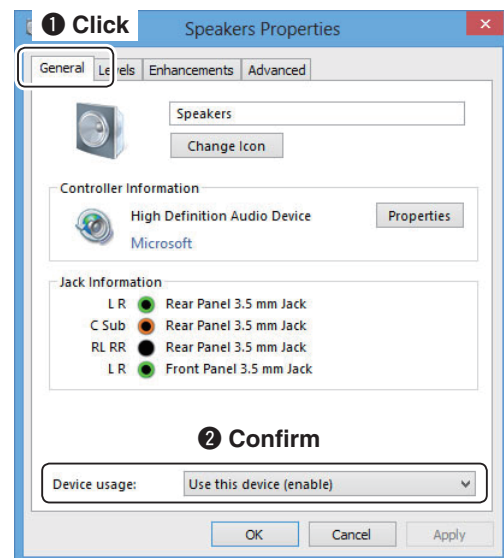 ❶ Click
Speakers Properties
General Levels Enhancements Advanced
Speakers
Change Icon
Controller Information
High Definition Audio Device Properties
Microsoft
Jack Information
L R Rear Panel 3.5 mm Jack
C Sub Rear Panel 3.5 mm Jack
RL RR Rear Panel 3.5 mm Jack
L R Front Panel 3.5 mm Jack
❷ Confirm
Device usage: Use this device (enable)
OK Cancel Apply